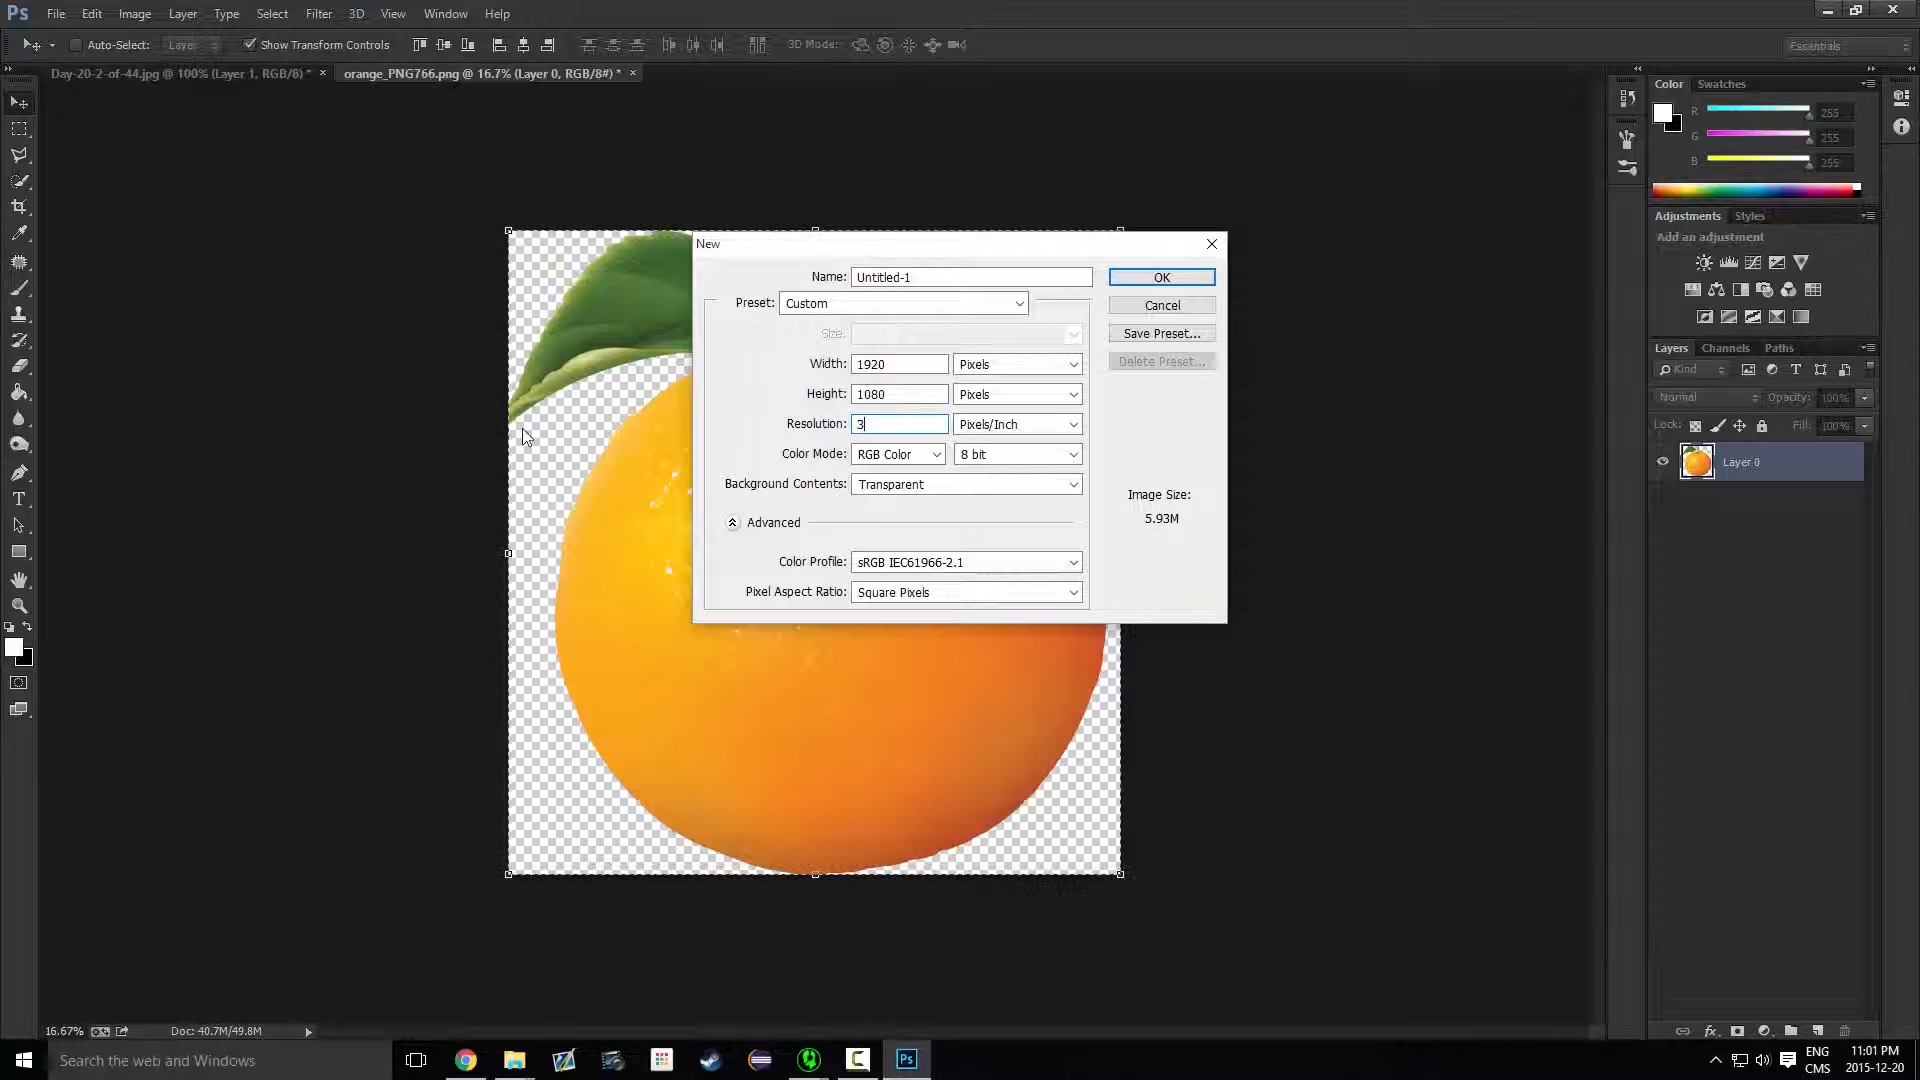 Ps File Edit Image Layer Type Select Filter 3D View Window Help
Auto-Select: Layer Show Transform Controls 3D Mode: Essentials
Day-20-2-of-44.jpg @ 100% (Layer 1, RGB/8) * × orange_PNG766.png @ 16.7% (Layer 0, RGB/8#) * ×
Color Swatches
R 255
G 255
B 255
Adjustments Styles
Add an adjustment
Layers Channels Paths
Kind
Normal Opacity: 100%
Lock: Fill: 100%
Layer 0
New
Name: Untitled-1 OK
Preset: Custom Cancel
Size: Save Preset...
Width: 1920 Pixels Delete Preset...
Height: 1080 Pixels
Resolution: 3 Pixels/Inch
Color Mode: RGB Color 8 bit
Background Contents: Transparent
Image Size:
5.93M
Advanced
Color Profile: sRGB IEC61966-2.1
Pixel Aspect Ratio: Square Pixels
16.67% Doc: 40.7M/49.8M
Search the web and Windows
Ps
ENG 11:01 PM
CMS 2015-12-20